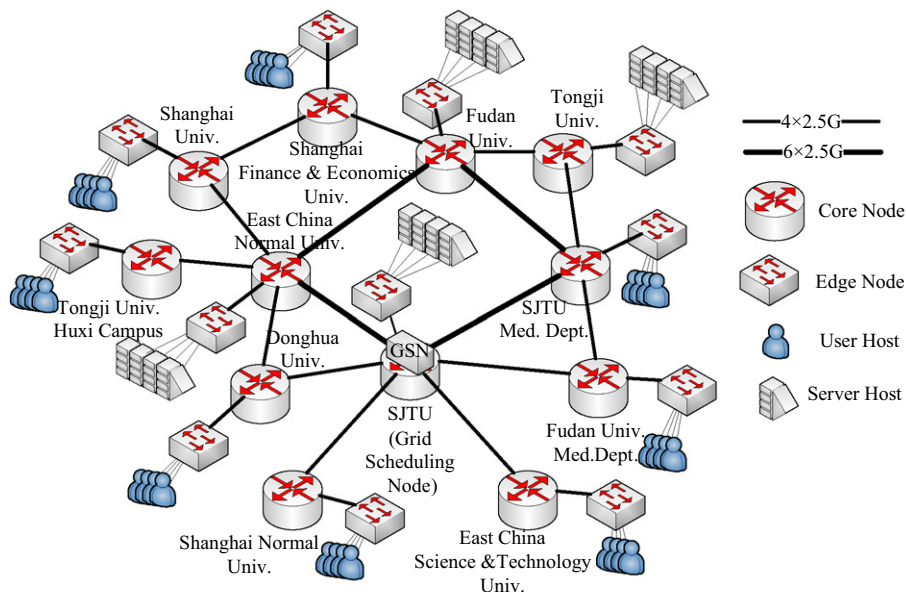 Shanghai
Univ.
Shanghai
Finance & Economics
Univ.
Fudan
Univ.
Tongji
Univ.
East China
Normal Univ.
Tongji Univ.
Huxi Campus
Donghua
Univ.
GSN
SJTU
(Grid
Scheduling
Node)
SJTU
Med. Dept.
Fudan Univ.
Med.Dept.
Shanghai Normal
Univ.
East China
Science &Technology
Univ.
4×2.5G
6×2.5G
Core Node
Edge Node
User Host
Server Host